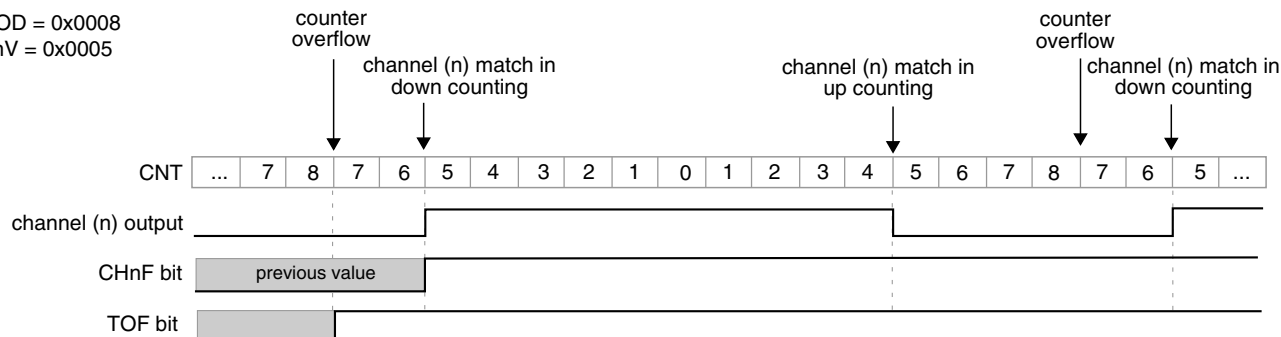 OD = 0x0008
nV = 0x0005
counter
overflow
channel (n) match in
down counting
channel (n) match in
up counting
counter
overflow
channel (n) match in
down counting
CNT ... 7 8 7 6 5 4 3 2 1 0 1 2 3 4 5 6 7 8 7 6 5 ...
channel (n) output
CHnF bit previous value
TOF bit